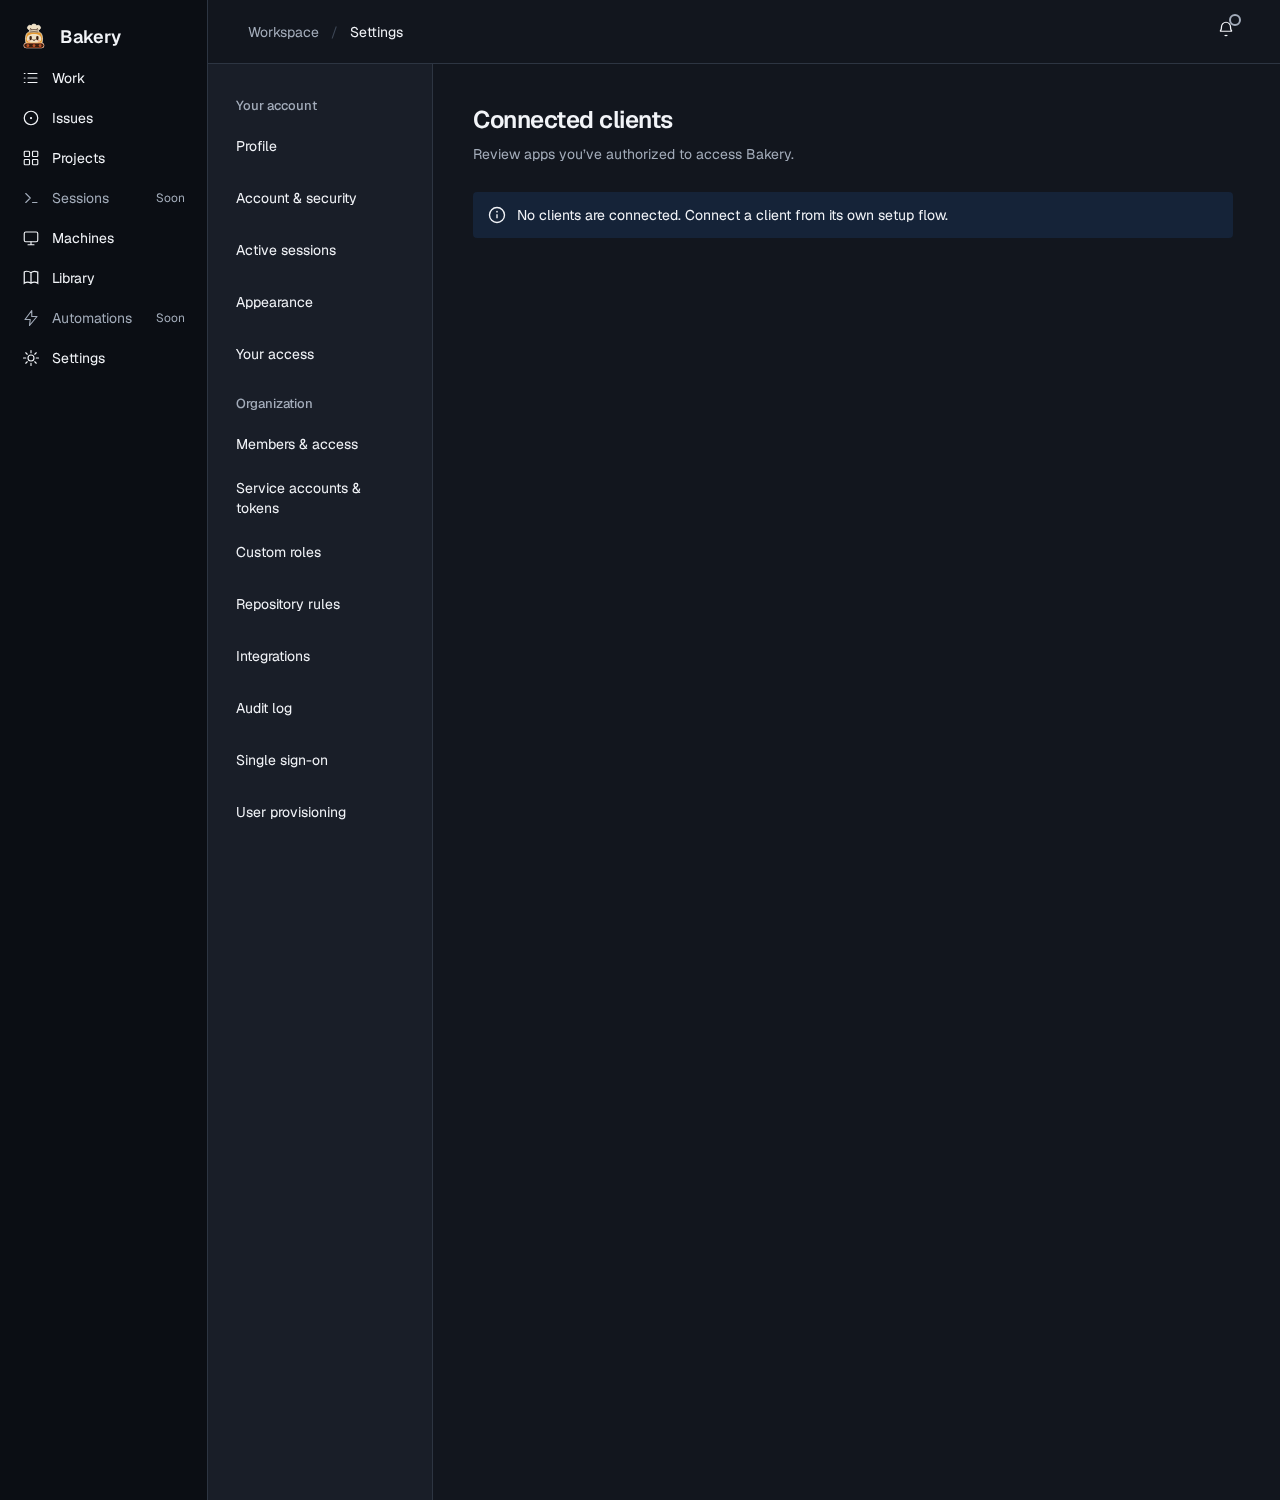 Bakery
Work
Issues
Projects
Sessions Soon
Machines
Library
Automations Soon
Settings
Workspace / Settings
Your account
Profile
Account & security
Active sessions
Appearance
Your access
Organization
Members & access
Service accounts &
tokens
Custom roles
Repository rules
Integrations
Audit log
Single sign-on
User provisioning
Connected clients
Review apps you've authorized to access Bakery.
No clients are connected. Connect a client from its own setup flow.